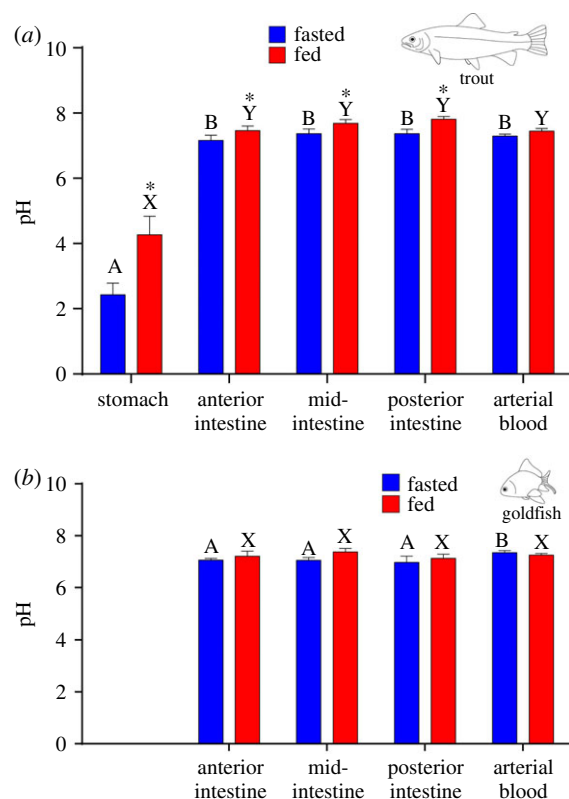 (a)
fasted
fed
trout
10
8
6
4
2
0
pH
A
*
X
B
*
Y
B
*
Y
B
*
Y
B
Y
stomach
anterior intestine
mid-intestine
posterior intestine
arterial blood
(b)
fasted
fed
goldfish
10
8
6
4
2
0
pH
A
X
A
X
A
X
B
X
anterior intestine
mid-intestine
posterior intestine
arterial blood